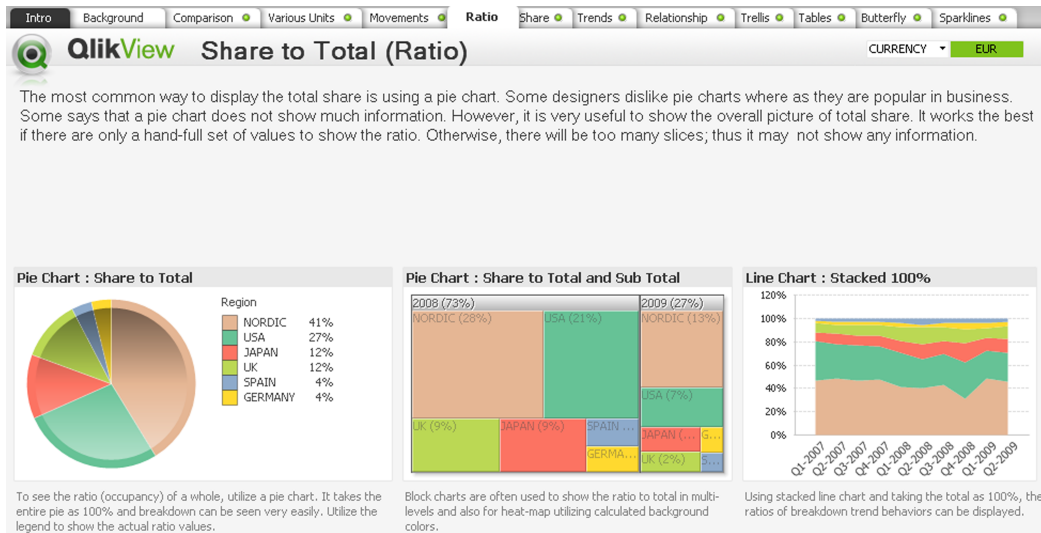 Intro Background Comparison Various Units Movements Ratio Share Trends Relationship Trellis Tables Butterfly Sparklines
QlikView Share to Total (Ratio) CURRENCY EUR
The most common way to display the total share is using a pie chart. Some designers dislike pie charts where as they are popular in business.
Some says that a pie chart does not show much information. However, it is very useful to show the overall picture of total share. It works the best
if there are only a hand-full set of values to show the ratio. Otherwise, there will be too many slices; thus it may not show any information.
Pie Chart : Share to Total
Region
NORDIC 41%
USA 27%
JAPAN 12%
UK 12%
SPAIN 4%
GERMANY 4%
To see the ratio (occupancy) of a whole, utilize a pie chart. It takes the
entire pie as 100% and breakdown can be seen very easily. Utilize the
legend to show the actual ratio values.
Pie Chart : Share to Total and Sub Total
2008 (73%) 2009 (27%)
NORDIC (28%) USA (21%) NORDIC (13%)
USA (7%)
UK (9%) JAPAN (9%) SPAIN ... JAPAN (... G...
GERMA... UK (2%) S...
Block charts are often used to show the ratio to total in multi-
levels and also for heat-map utilizing calculated background
colors.
Line Chart : Stacked 100%
120%
100%
80%
60%
40%
20%
0%
Q1-2007 Q2-2007 Q3-2007 Q4-2007 Q1-2008 Q2-2008 Q3-2008 Q4-2008 Q1-2009 Q2-2009
Using stacked line chart and taking the total as 100%, the
ratios of breakdown trend behaviors can be displayed.